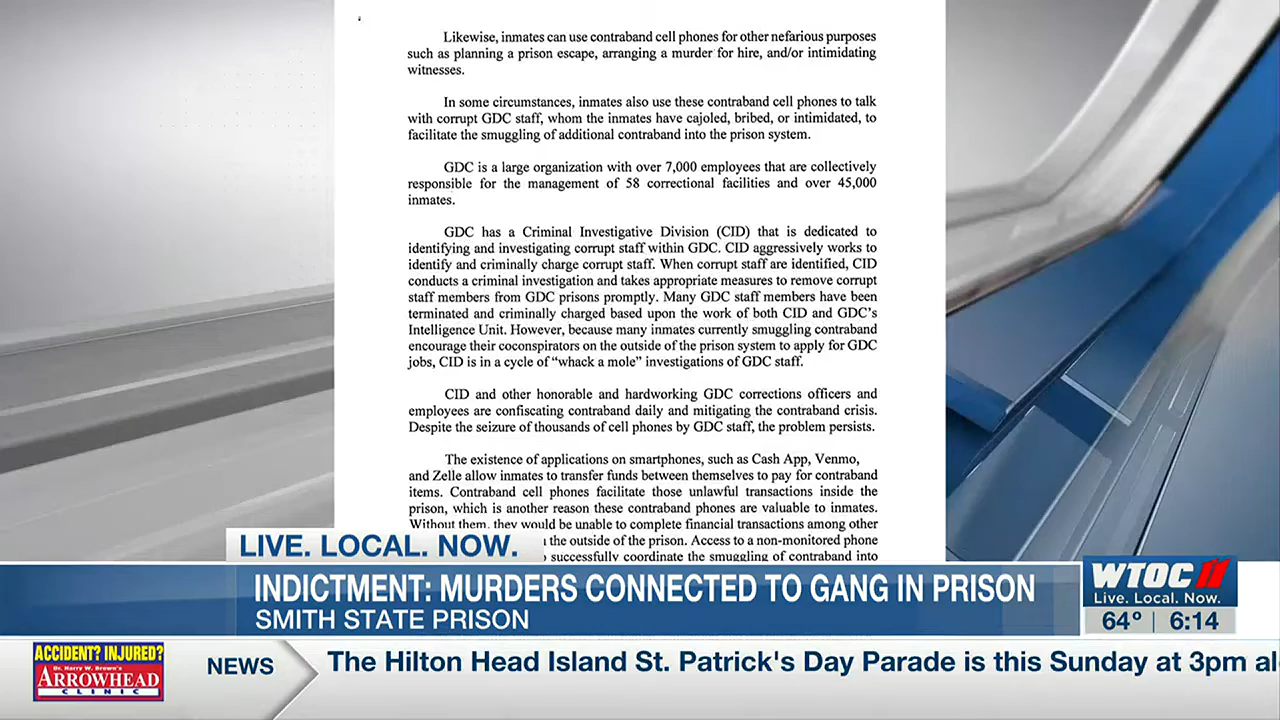 Likewise, inmates can use contraband cell phones for other nefarious purposes
such as planning a prison escape, arranging a murder for hire, and/or intimidating
witnesses.
In some circumstances, inmates also use these contraband cell phones to talk
with corrupt GDC staff, whom the inmates have cajoled, bribed, or intimidated, to
facilitate the smuggling of additional contraband into the prison system.
GDC is a large organization with over 7,000 employees that are collectively
responsible for the management of 58 correctional facilities and over 45,000
inmates.
GDC has a Criminal Investigative Division (CID) that is dedicated to
identifying and investigating corrupt staff within GDC. CID aggressively works to
identify and criminally charge corrupt staff. When corrupt staff are identified, CID
conducts a criminal investigation and takes appropriate measures to remove corrupt
staff members from GDC prisons promptly. Many GDC staff members have been
terminated and criminally charged based upon the work of both CID and GDC's
Intelligence Unit. However, because many inmates currently smuggling contraband
encourage their coconspirators on the outside of the prison system to apply for GDC
jobs, CID is in a cycle of “whack a mole” investigations of GDC staff.
CID and other honorable and hardworking GDC corrections officers and
employees are confiscating contraband daily and mitigating the contraband crisis.
Despite the seizure of thousands of cell phones by GDC staff, the problem persists.
The existence of applications on smartphones, such as Cash App, Venmo,
and Zelle allow inmates to transfer funds between themselves to pay for contraband
items. Contraband cell phones facilitate those unlawful transactions inside the
prison, which is another reason these contraband phones are valuable to inmates.
Without them, they would be unable to complete financial transactions among other
the outside of the prison. Access to a non-monitored phone
successfully coordinate the smuggling of contraband into
LIVE. LOCAL. NOW.
INDICTMENT: MURDERS CONNECTED TO GANG IN PRISON
SMITH STATE PRISON
WTOC 11
Live. Local. Now.
64° 6:14
ACCIDENT? INJURED?
Dr. Harry W. Brown's
ARROWHEAD
CLINIC
NEWS
The Hilton Head Island St. Patrick's Day Parade is this Sunday at 3pm al